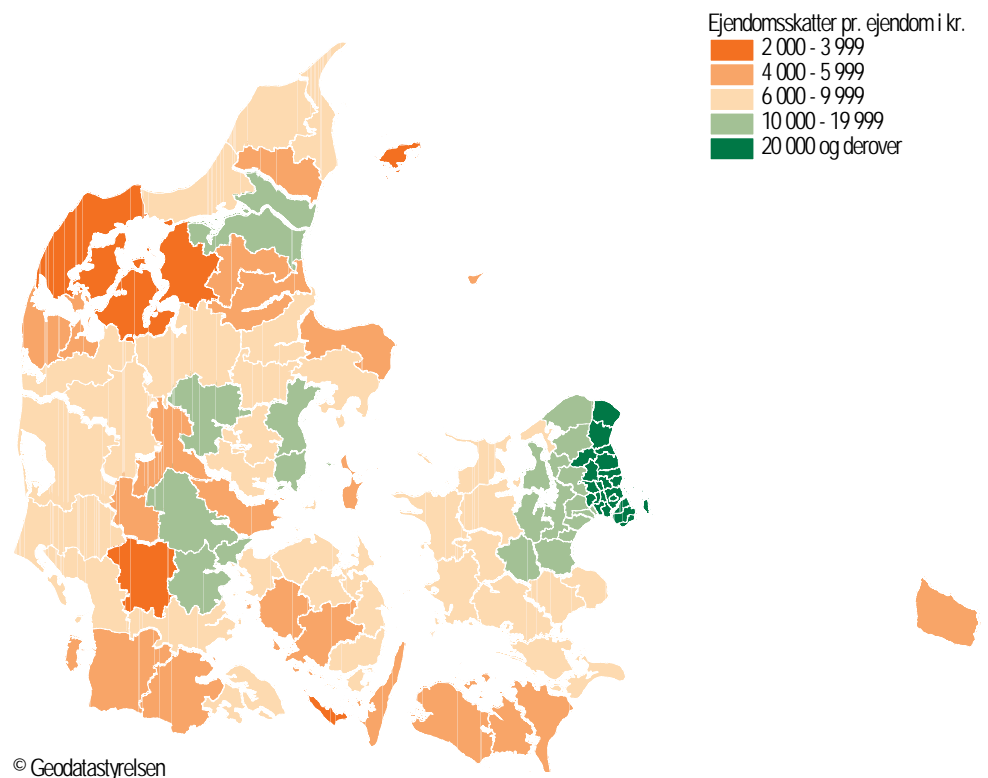 Ejendomsskatter pr. ejendom i kr.
2 000 - 3 999
4 000 - 5 999
6 000 - 9 999
10 000 - 19 999
20 000 og derover
© Geodatastyrelsen